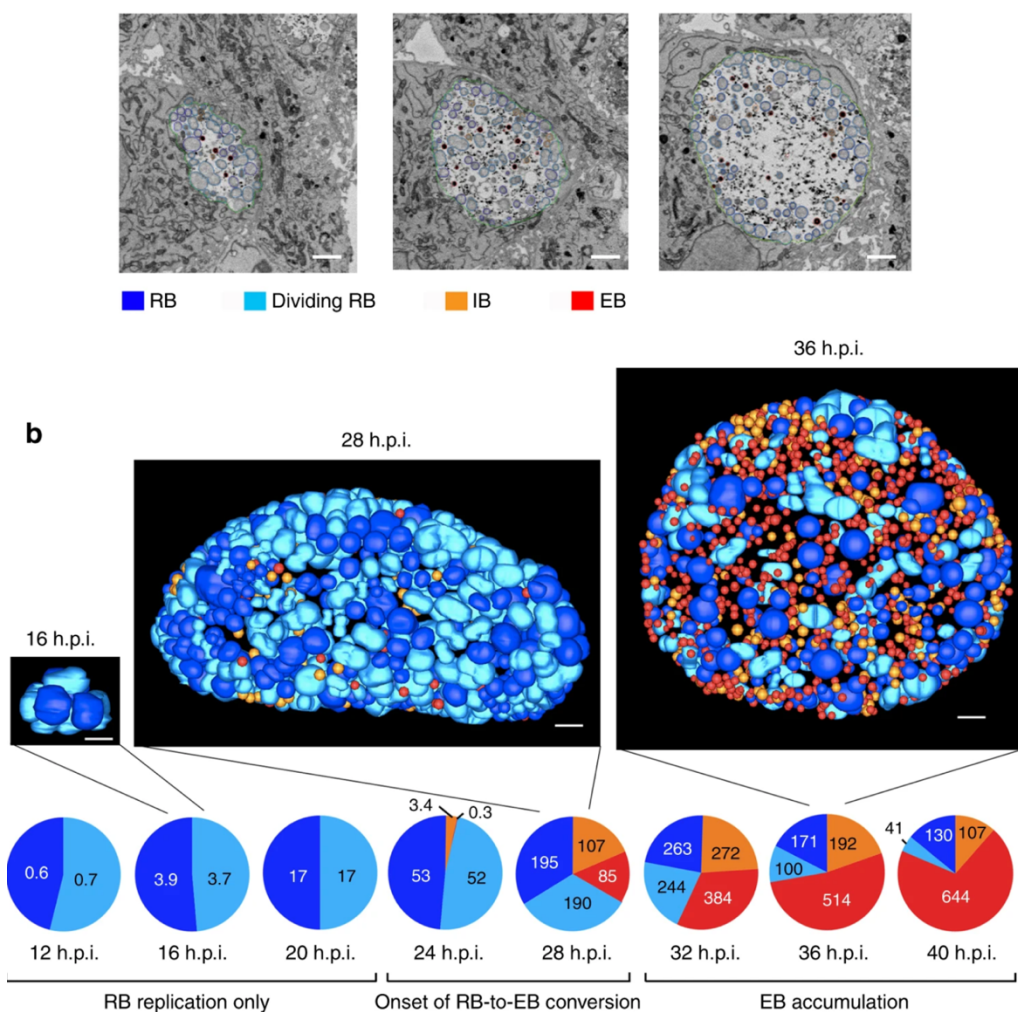 RB Dividing RB IB EB
36 h.p.i.
b
28 h.p.i.
16 h.p.i.
3.4 0.3
41
0.6 0.7 3.9 3.7 17 17 53 52 195 107 85 190 263 272 244 384 171 192 100 514 130 107 644
12 h.p.i. 16 h.p.i. 20 h.p.i. 24 h.p.i. 28 h.p.i. 32 h.p.i. 36 h.p.i. 40 h.p.i.
RB replication only Onset of RB-to-EB conversion EB accumulation